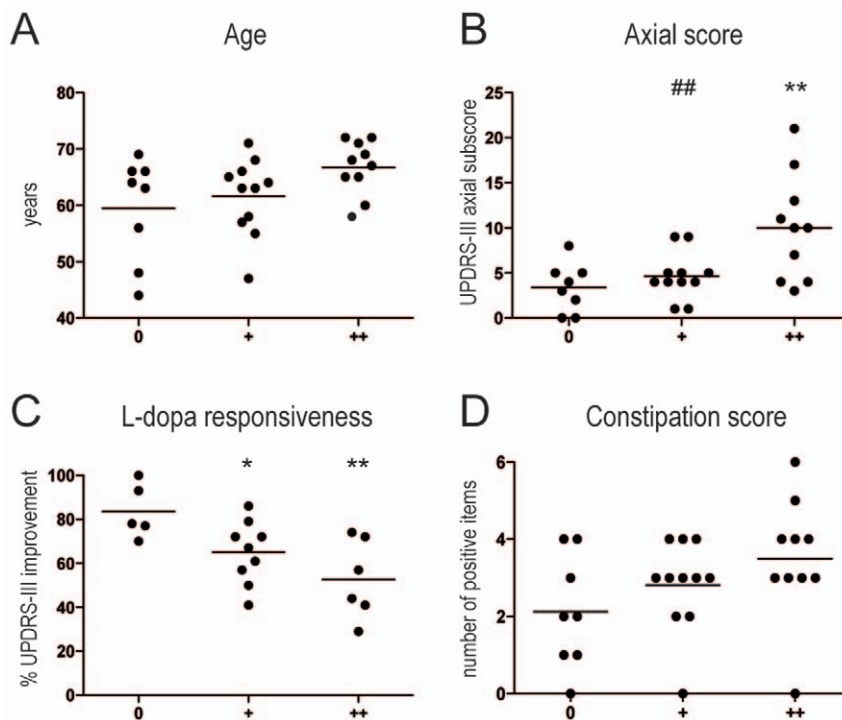 A
Age
years
80
70
60
50
40
0 + ++
B
Axial score
## **
UPDRS-III axial subscore
25
20
15
10
5
0
0 + ++
C
L-dopa responsiveness
* **
% UPDRS-III improvement
100
80
60
40
20
0
0 + ++
D
Constipation score
number of positive items
6
4
2
0
0 + ++